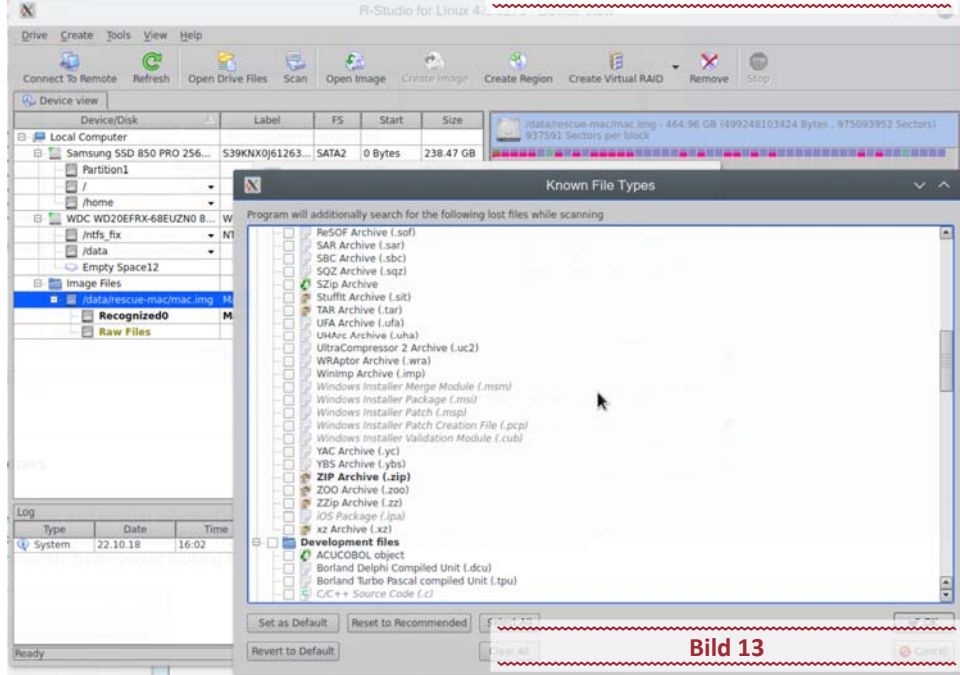 R-Studio for Linux 4.
Drive Create Tools View Help
Connect To Remote Refresh Open Drive Files Scan Open Image Create Image Create Region Create Virtual RAID Remove Stop
Device view
Device/Disk Label FS Start Size
/data/rescue-mac/mac.img - 464.96 GB (499248103424 Bytes , 975093952 Sectors)
937591 Sectors per block
Local Computer
Samsung SSD 850 PRO 256... S39KNX0J61263... SATA2 0 Bytes 238.47 GB
Partition1
/
/home
WDC WD20EFRX-68EUZN0 8... W
/ntfs_fix NT
/data
Empty Space12
Image Files
/data/rescue-mac/mac.img Ma
Recognized0 M
Raw Files
Known File Types
Program will additionally search for the following lost files while scanning
ReSOF Archive (.sof)
SAR Archive (.sar)
SBC Archive (.sbc)
SQZ Archive (.sqz)
SZip Archive
StuffIt Archive (.sit)
TAR Archive (.tar)
UFA Archive (.ufa)
UHArc Archive (.uha)
UltraCompressor 2 Archive (.uc2)
WRAptor Archive (.wra)
WinImp Archive (.imp)
Windows Installer Merge Module (.msm)
Windows Installer Package (.msi)
Windows Installer Patch (.msp)
Windows Installer Patch Creation File (.pcp)
Windows Installer Validation Module (.cub)
YAC Archive (.yc)
YBS Archive (.ybs)
ZIP Archive (.zip)
ZOO Archive (.zoo)
ZZip Archive (.zz)
iOS Package (.ipa)
xz Archive (.xz)
Development files
ACUCOBOL object
Borland Delphi Compiled Unit (.dcu)
Borland Turbo Pascal compiled Unit (.tpu)
C/C++ Source Code (.c)
Set as Default Reset to Recommended
Revert to Default Clear All Cancel
Log
Type Date Time
System 22.10.18 16:02
Ready
Bild 13